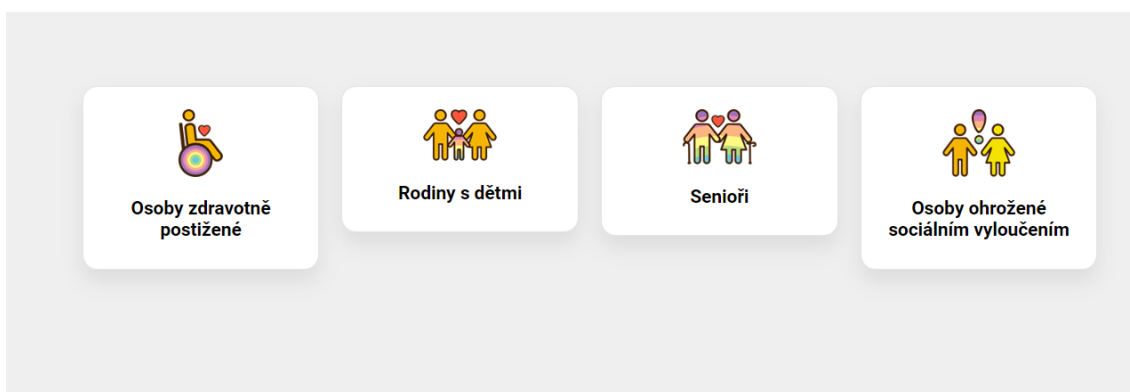 Osoby zdravotně
postižené
Rodiny s dětmi
Senioři
Osoby ohrožené
sociálním vyloučením